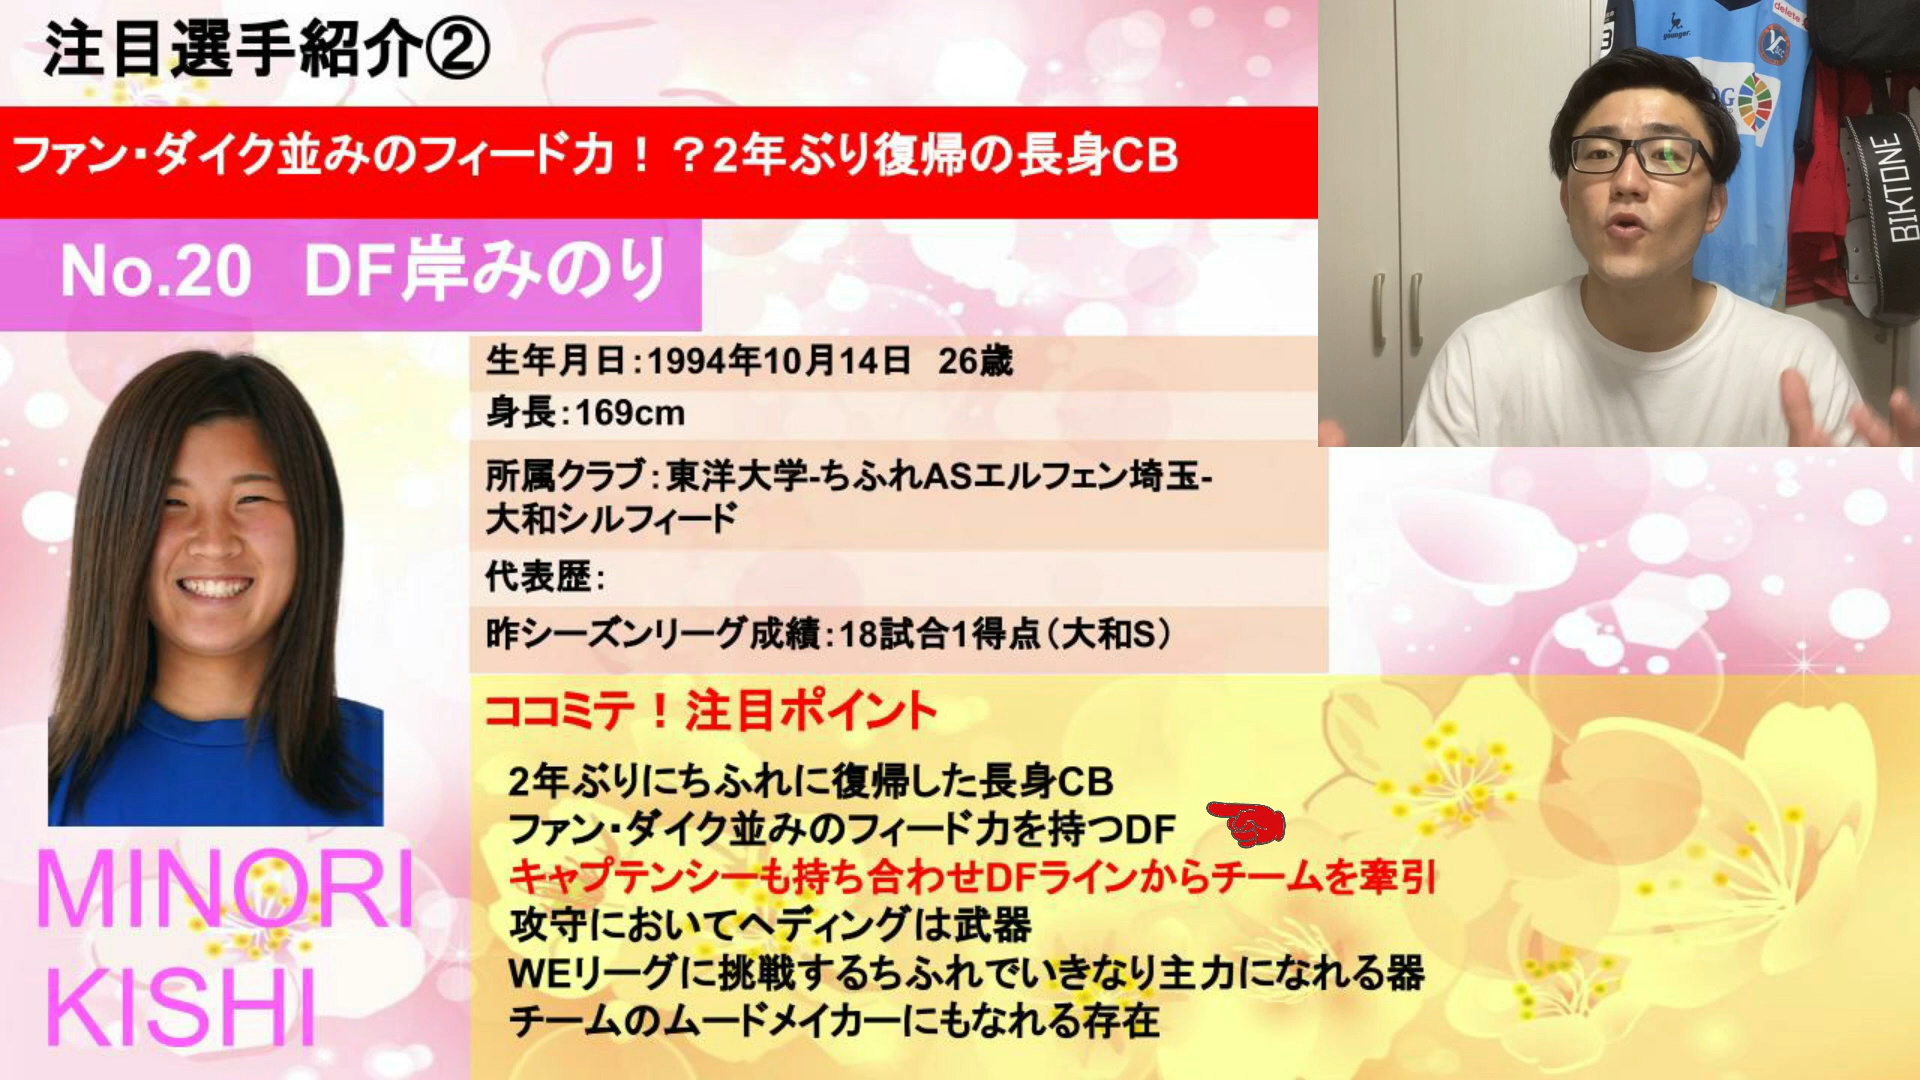 注目選手紹介②
ファン・ダイク並みのフィード力！？2年ぶり復帰の長身CB
No.20　DF岸みのり
生年月日：1994年10月14日　26歳
身長：169cm
所属クラブ：東洋大学-ちふれASエルフェン埼玉-
大和シルフィード
代表歴：
昨シーズンリーグ成績：18試合1得点（大和S）
ココミテ！注目ポイント
2年ぶりにちふれに復帰した長身CB
ファン・ダイク並みのフィード力を持つDF
キャプテンシーも持ち合わせDFラインからチームを牽引
攻守においてヘディングは武器
WEリーグに挑戦するちふれでいきなり主力になれる器
チームのムードメイカーにもなれる存在
MINORI
KISHI
delete
BIKTONE